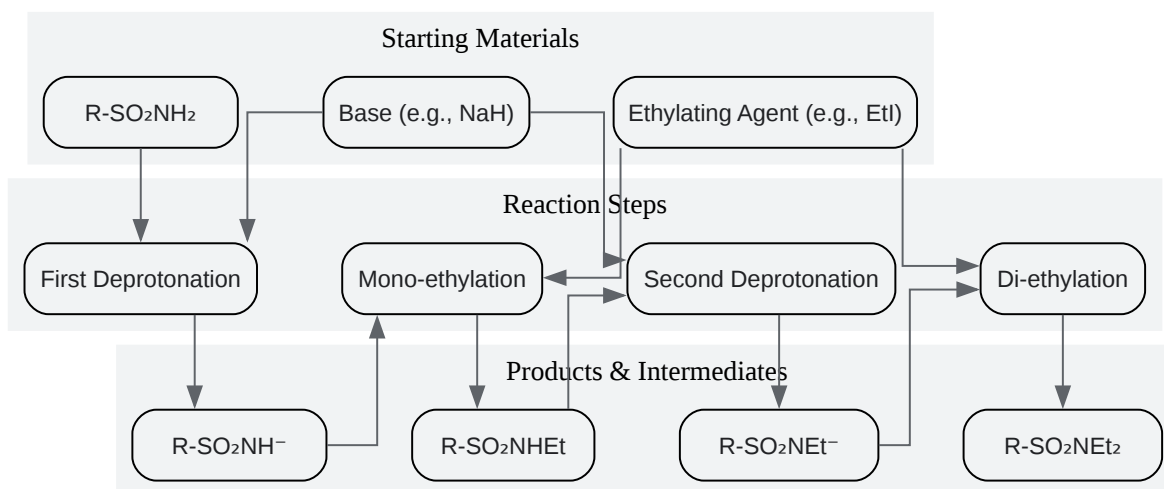 Starting Materials
R-SO₂NH₂
Base (e.g., NaH)
Ethylating Agent (e.g., EtI)
Reaction Steps
First Deprotonation
Mono-ethylation
Second Deprotonation
Di-ethylation
Products & Intermediates
R-SO₂NH⁻
R-SO₂NHEt
R-SO₂NEt⁻
R-SO₂NEt₂